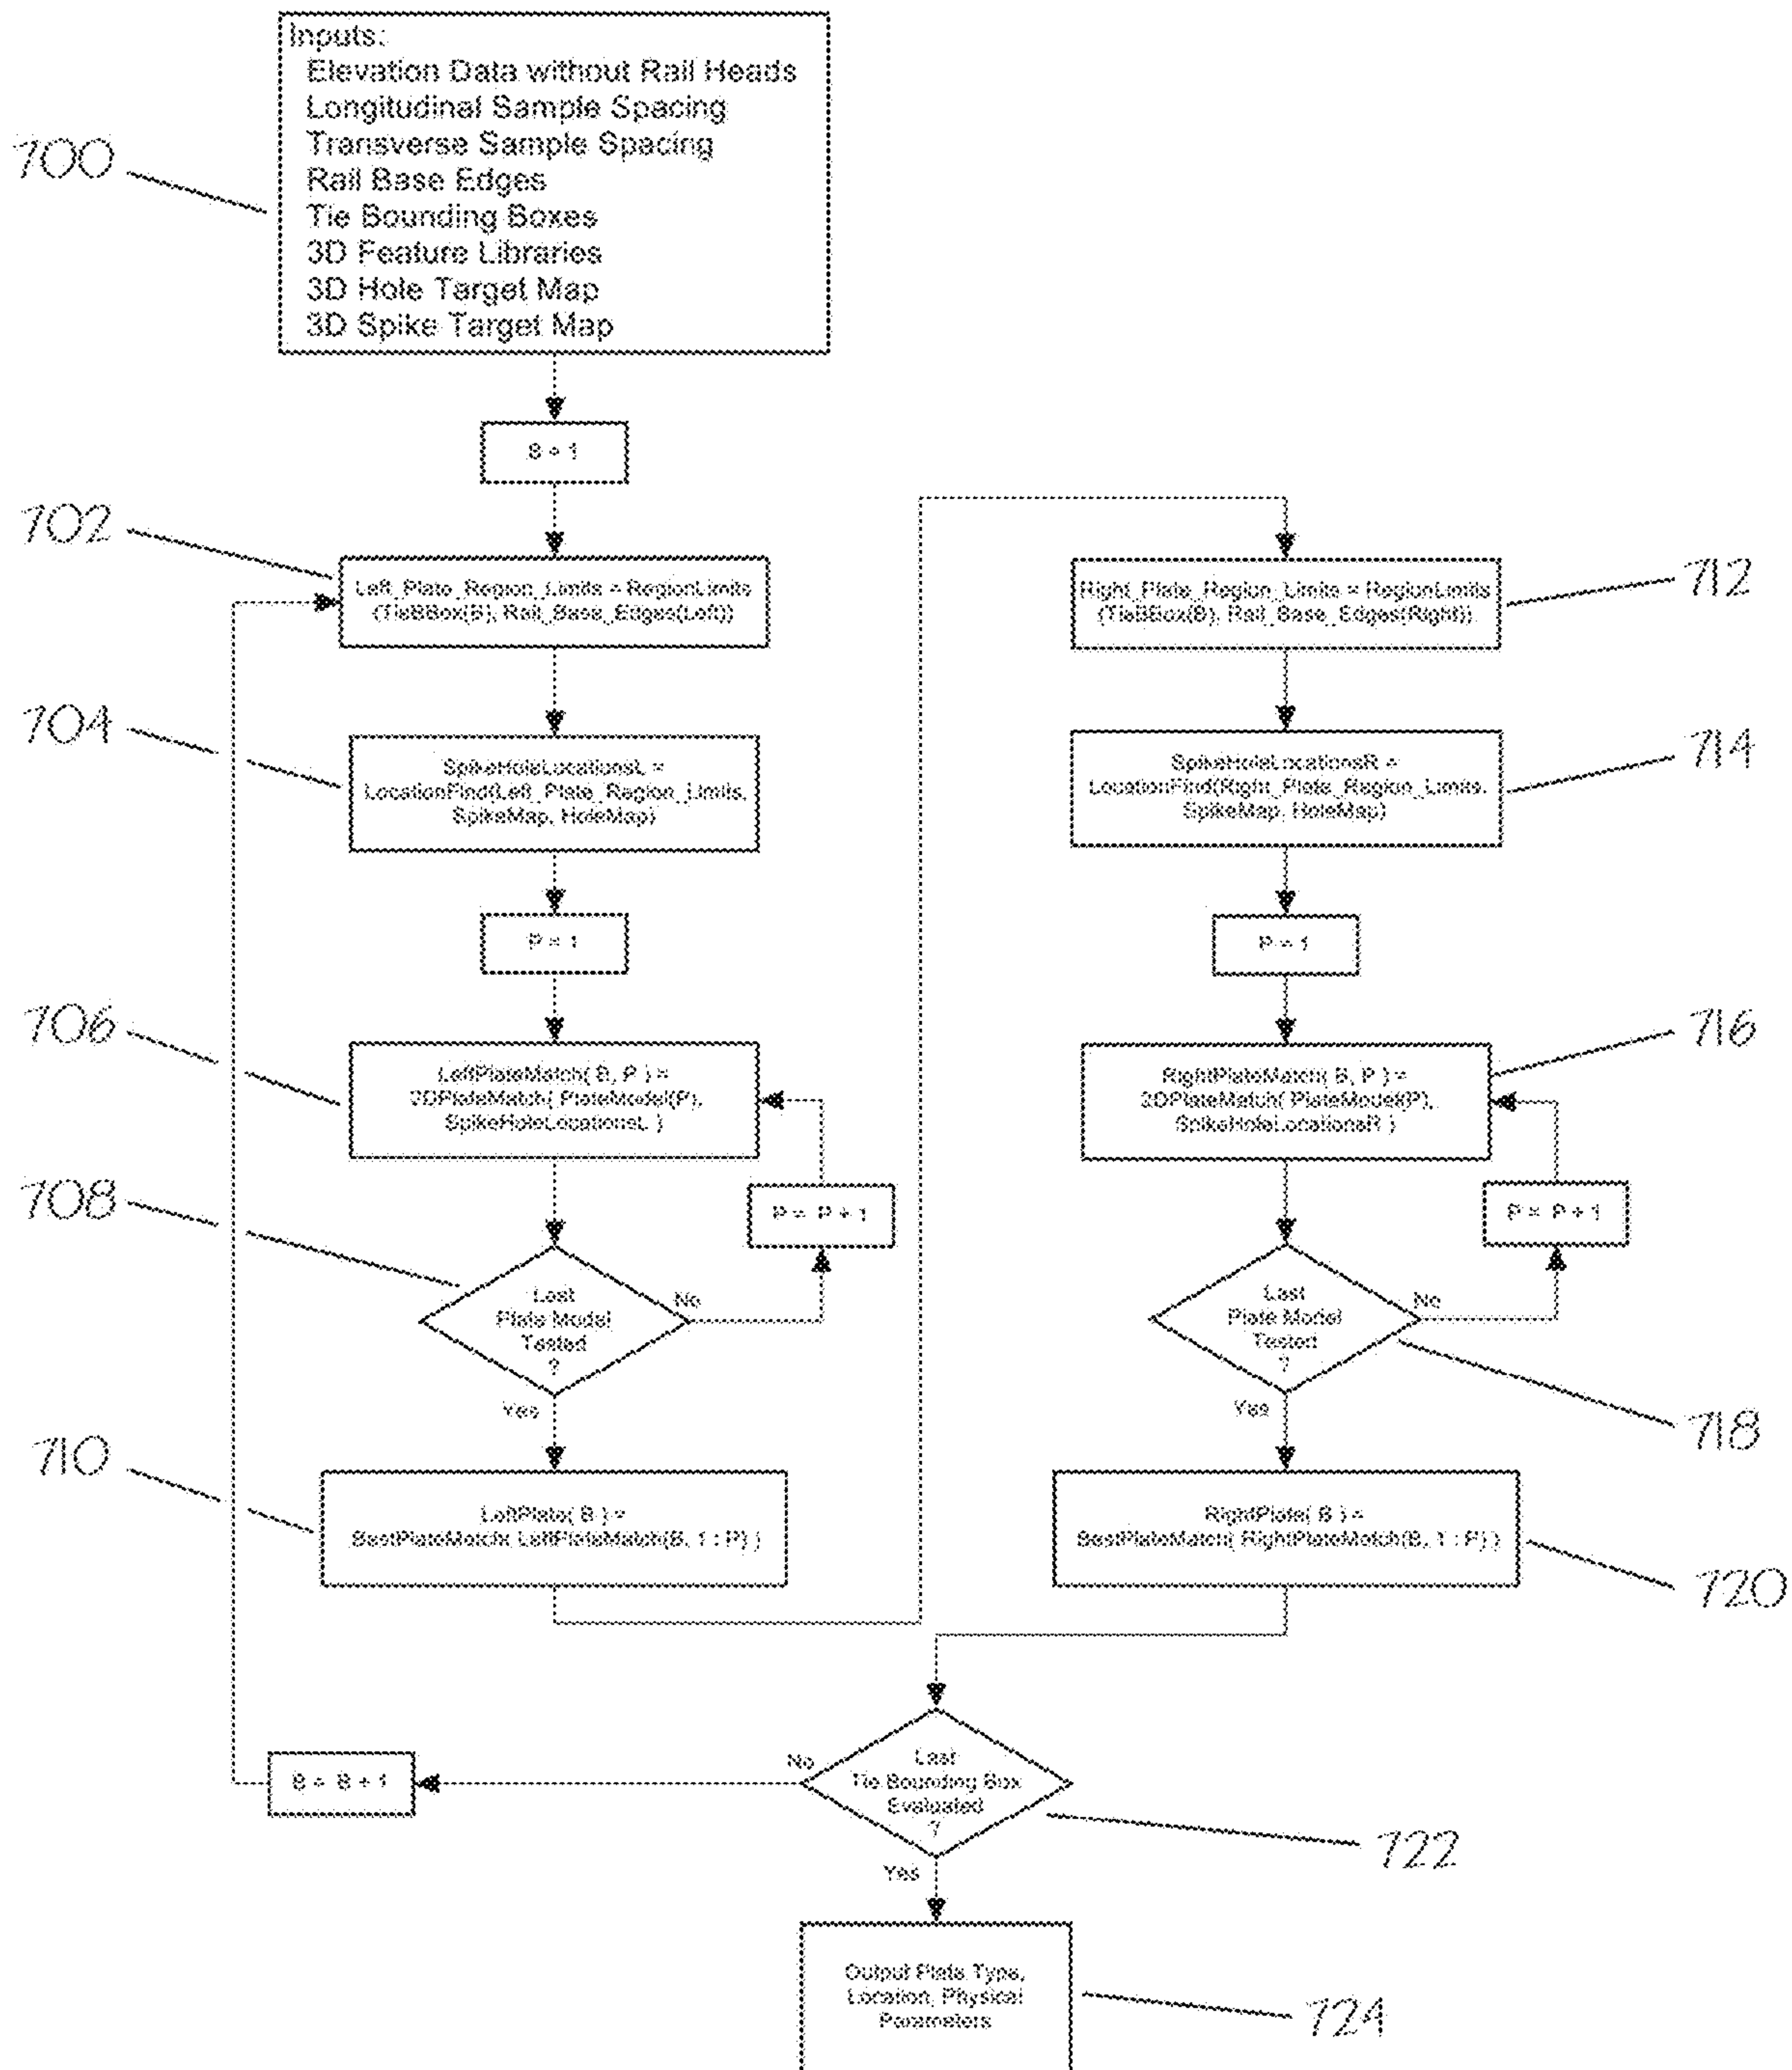 Inputs:
Elevation Data without Rail Heads
Longitudinal Sample Spacing
Transverse Sample Spacing
Rail Base Edges
Tie Bounding Boxes
3D Feature Libraries
3D Hole Target Map
3D Spike Target Map
700
B = 1
702
Left_Plate_Region_Limits = RegionLimits
(TieBBox(B), Rail_Base_Edges(Left))
704
SpikeHoleLocationsL =
LocationFind(Left_Plate_Region_Limits,
SpikeMap, HoleMap)
P = 1
706
LeftPlateMatch( B, P ) =
2DPlateMatch( PlateModel(P),
SpikeHoleLocationsL )
P = P + 1
708
Last
Plate Model
Tested
?
No
Yes
710
LeftPlate( B ) =
BestPlateMatch( LeftPlateMatch(B, 1 : P) )
Right_Plate_Region_Limits = RegionLimits
(TieBBox(B), Rail_Base_Edges(Right))
712
SpikeHoleLocationsR =
LocationFind(Right_Plate_Region_Limits,
SpikeMap, HoleMap)
714
P = 1
RightPlateMatch( B, P ) =
2DPlateMatch( PlateModel(P),
SpikeHoleLocationsR )
716
P = P + 1
Last
Plate Model
Tested
?
No
Yes
718
RightPlate( B ) =
BestPlateMatch( RightPlateMatch(B, 1 : P) )
720
B = B + 1
No
Last
Tie Bounding Box
Evaluated
?
722
Yes
Output Plate Type,
Location, Physical
Parameters
724